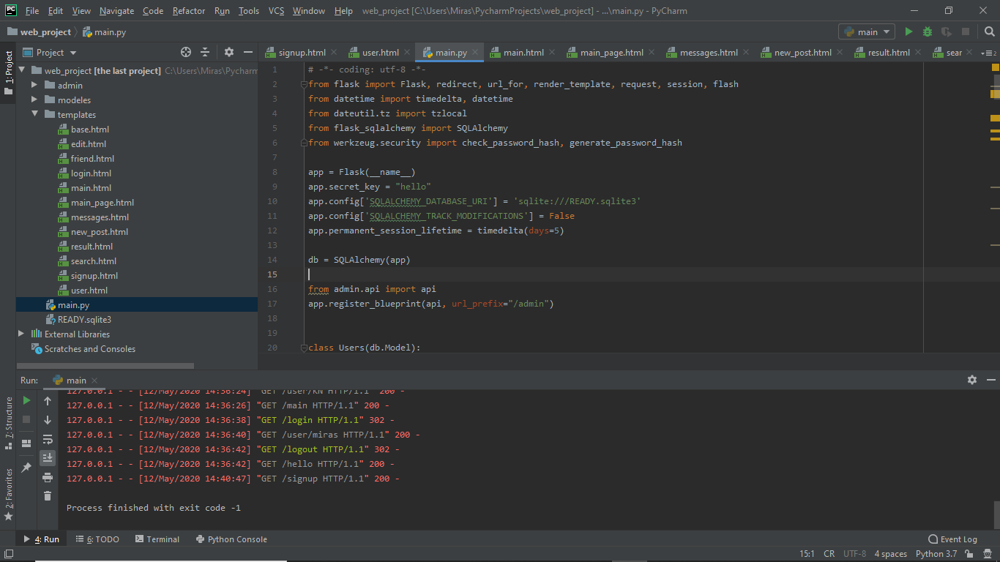 PC File Edit View Navigate Code Refactor Run Tools VCS Window Help web_project [C:\Users\Miras\PycharmProjects\web_project] - ...\main.py - PyCharm
web_project main.py main
1: Project
Project
signup.html user.html main.py main.html main_page.html messages.html new_post.html result.html sear 2
web_project [the last project] C:\Users\Miras\Pycharm
admin
modeles
templates
base.html
edit.html
friend.html
login.html
main.html
main_page.html
messages.html
new_post.html
result.html
search.html
signup.html
user.html
main.py
READY.sqlite3
External Libraries
Scratches and Consoles
1 # -*- coding: utf-8 -*-
2 from flask import Flask, redirect, url_for, render_template, request, session, flash
3 from datetime import timedelta, datetime
4 from dateutil.tz import tzlocal
5 from flask_sqlalchemy import SQLAlchemy
6 from werkzeug.security import check_password_hash, generate_password_hash
7
8 app = Flask(__name__)
9 app.secret_key = "hello"
10 app.config['SQLALCHEMY_DATABASE_URI'] = 'sqlite:///READY.sqlite3'
11 app.config['SQLALCHEMY_TRACK_MODIFICATIONS'] = False
12 app.permanent_session_lifetime = timedelta(days=5)
13
14 db = SQLAlchemy(app)
15
16 from admin.api import api
17 app.register_blueprint(api, url_prefix="/admin")
18
19
20 class Users(db.Model):
Run: main
127.0.0.1 - - [12/May/2020 14:36:24] "GET /user/KN HTTP/1.1" 200 -
127.0.0.1 - - [12/May/2020 14:36:26] "GET /main HTTP/1.1" 200 -
127.0.0.1 - - [12/May/2020 14:36:38] "GET /login HTTP/1.1" 302 -
127.0.0.1 - - [12/May/2020 14:36:40] "GET /user/miras HTTP/1.1" 200 -
127.0.0.1 - - [12/May/2020 14:36:42] "GET /logout HTTP/1.1" 302 -
127.0.0.1 - - [12/May/2020 14:36:42] "GET /hello HTTP/1.1" 200 -
127.0.0.1 - - [12/May/2020 14:40:47] "GET /signup HTTP/1.1" 200 -
Process finished with exit code -1
7: Structure
2: Favorites
4: Run 6: TODO Terminal Python Console Event Log
15:1 CR UTF-8 4 spaces Python 3.7